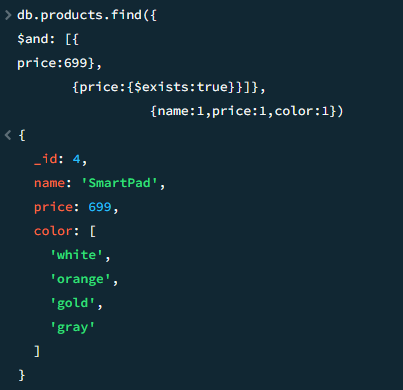 > db.products.find({
$and: [{
price:699},
{price:{$exists:true}}]},
{name:1,price:1,color:1})
< {
_id: 4,
name: 'SmartPad',
price: 699,
color: [
'white',
'orange',
'gold',
'gray'
]
}